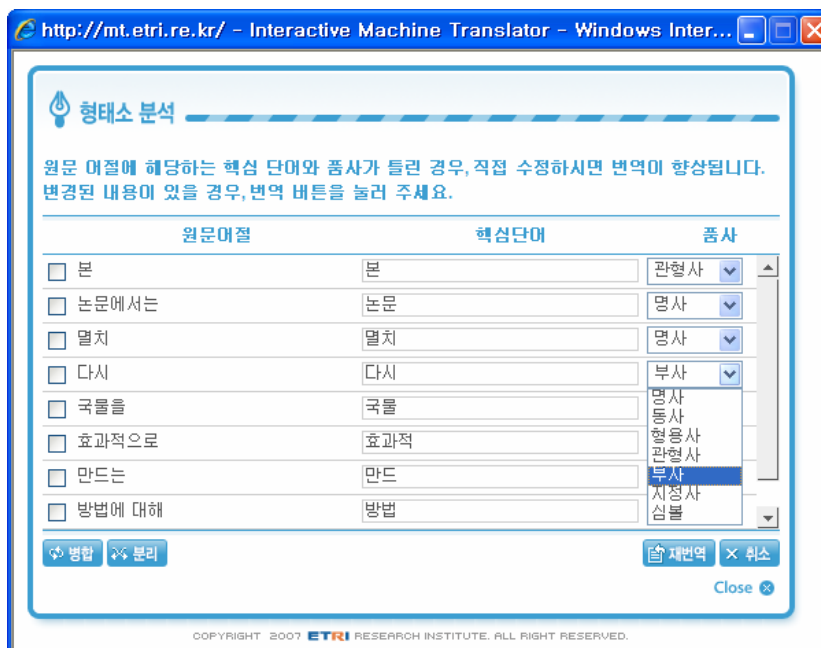 http://mt.etri.re.kr/ - Interactive Machine Translator - Windows Inter...
형태소 분석
원문 어절에 해당하는 핵심 단어와 품사가 틀린 경우,직접 수정하시면 번역이 향상됩니다.
변경된 내용이 있을 경우,번역 버튼을 눌러 주세요.
원문어절 핵심단어 품사
본 본 관형사
논문에서는 논문 명사
멸치 멸치 명사
다시 다시 부사
국물을 국물 명사
동사
효과적으로 효과적 형용사
관형사
만드는 만드 부사
지정사
방법에 대해 방법 심볼
병합 분리 재번역 취소
Close
COPYRIGHT 2007 ETRI RESEARCH INSTITUTE. ALL RIGHT RESERVED.